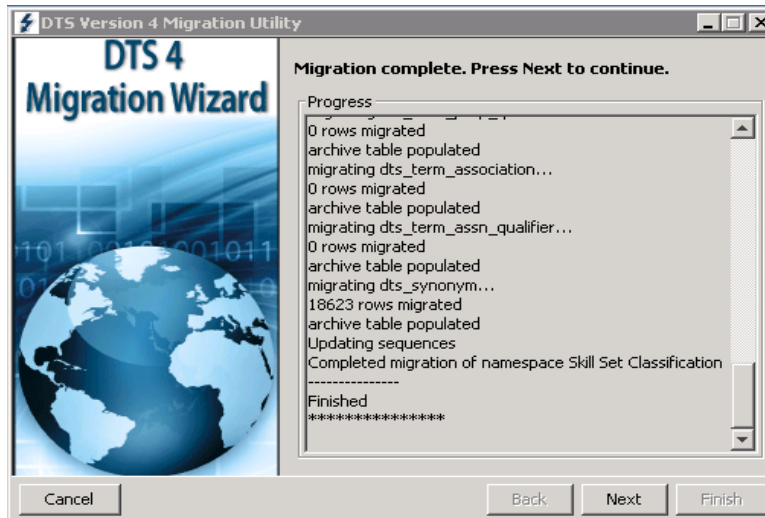 DTS Version 4 Migration Utility
DTS 4
Migration Wizard
Migration complete. Press Next to continue.
Progress
0 rows migrated
archive table populated
migrating dts_term_association...
0 rows migrated
archive table populated
migrating dts_term_assn_qualifier...
0 rows migrated
archive table populated
migrating dts_synonym...
18623 rows migrated
archive table populated
Updating sequences
Completed migration of namespace Skill Set Classification
---------------
Finished
***************
Cancel
Back
Next
Finish